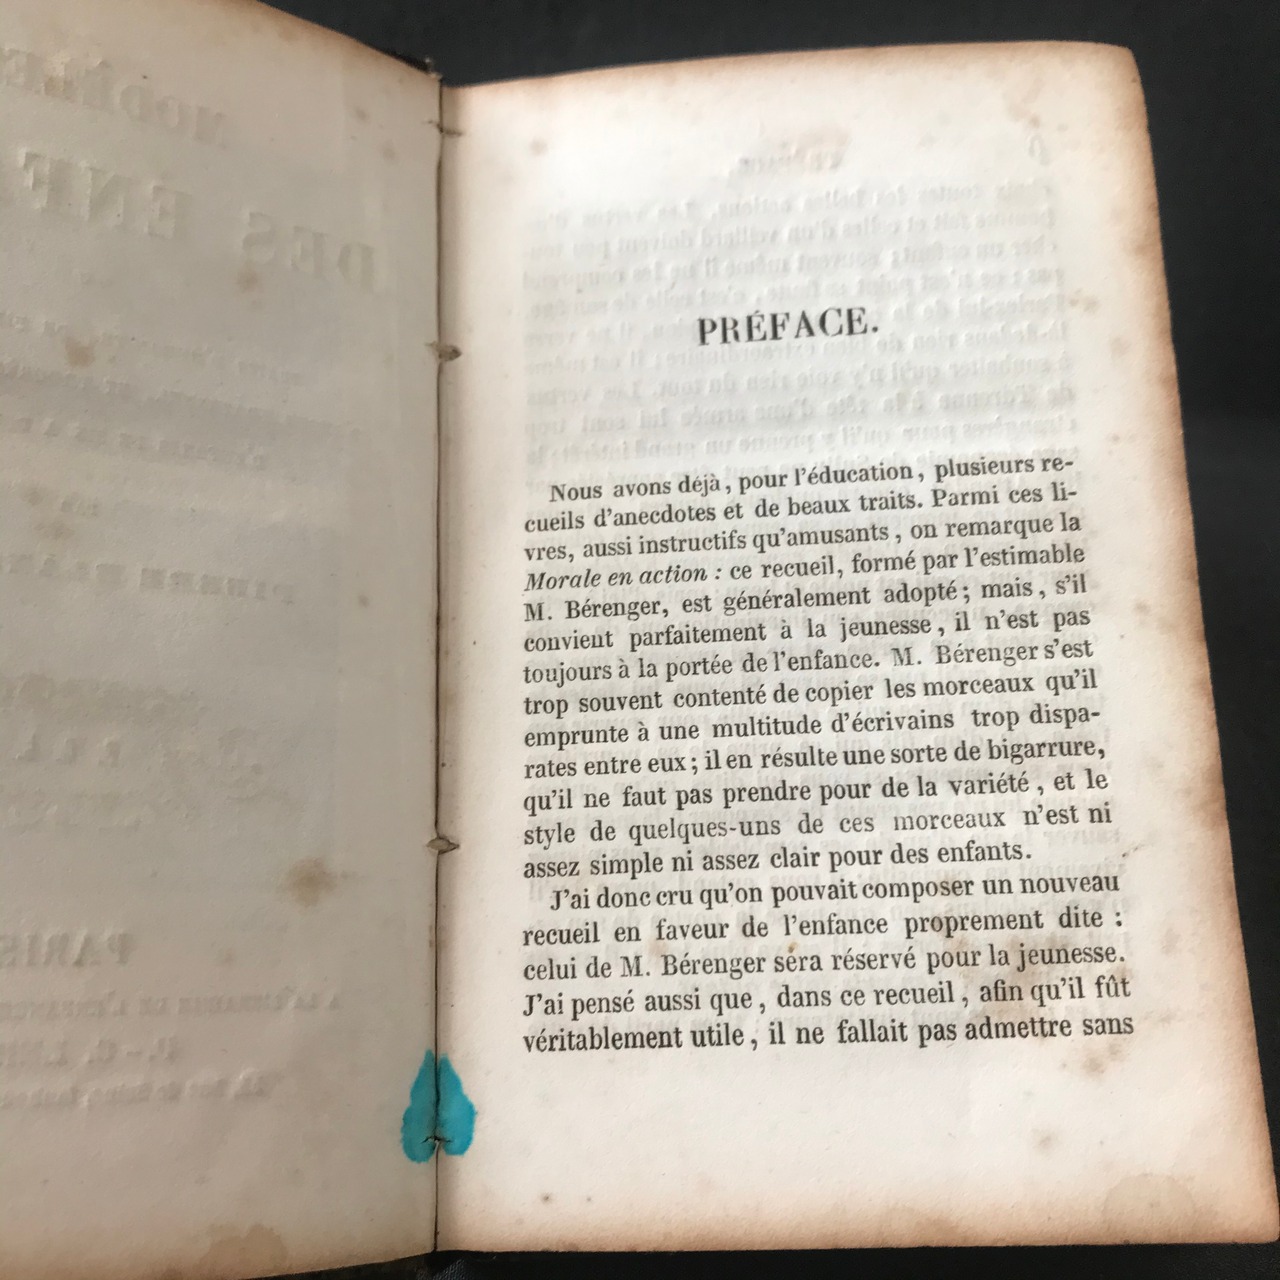 PRÉFACE.
Nous avons déjà, pour l'éducation, plusieurs re-
cueils d'anecdotes et de beaux traits. Parmi ces li-
vres, aussi instructifs qu'amusants, on remarque la
Morale en action : ce recueil, formé par l'estimable
M. Bérenger, est généralement adopté ; mais, s'il
convient parfaitement à la jeunesse, il n'est pas
toujours à la portée de l'enfance. M. Bérenger s'est
trop souvent contenté de copier les morceaux qu'il
emprunte à une multitude d'écrivains trop dispa-
rates entre eux ; il en résulte une sorte de bigarrure,
qu'il ne faut pas prendre pour de la variété, et le
style de quelques-uns de ces morceaux n'est ni
assez simple ni assez clair pour des enfants.
J'ai donc cru qu'on pouvait composer un nouveau
recueil en faveur de l'enfance proprement dite :
celui de M. Bérenger sera réservé pour la jeunesse.
J'ai pensé aussi que, dans ce recueil, afin qu'il fût
véritablement utile, il ne fallait pas admettre sans